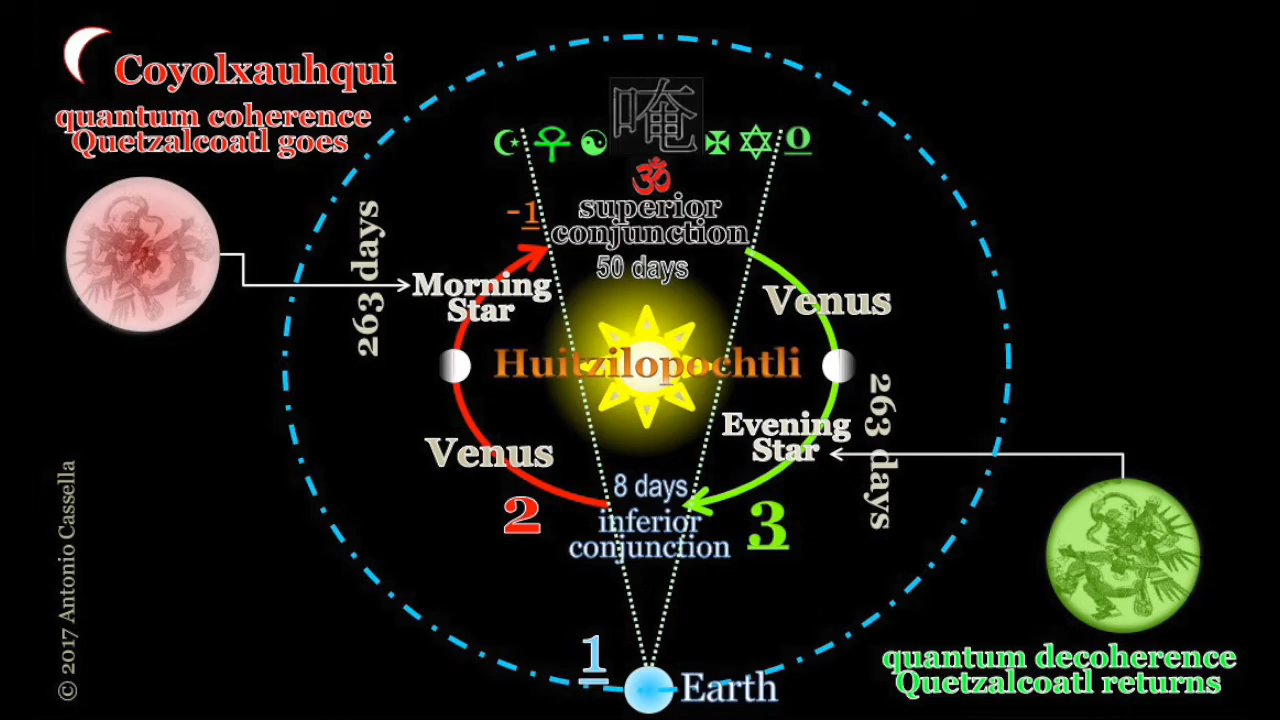 Coyolxauhqui
quantum coherence
Quetzalcoatl goes
唵
0
ॐ
superior
conjunction
50 days
-1
263 days
Morning
Star
Venus
Huitzilopochtli
Evening
Star
263 days
Venus
8 days
inferior
conjunction
2
3
1
Earth
quantum decoherence
Quetzalcoatl returns
© 2017 Antonio Cassella